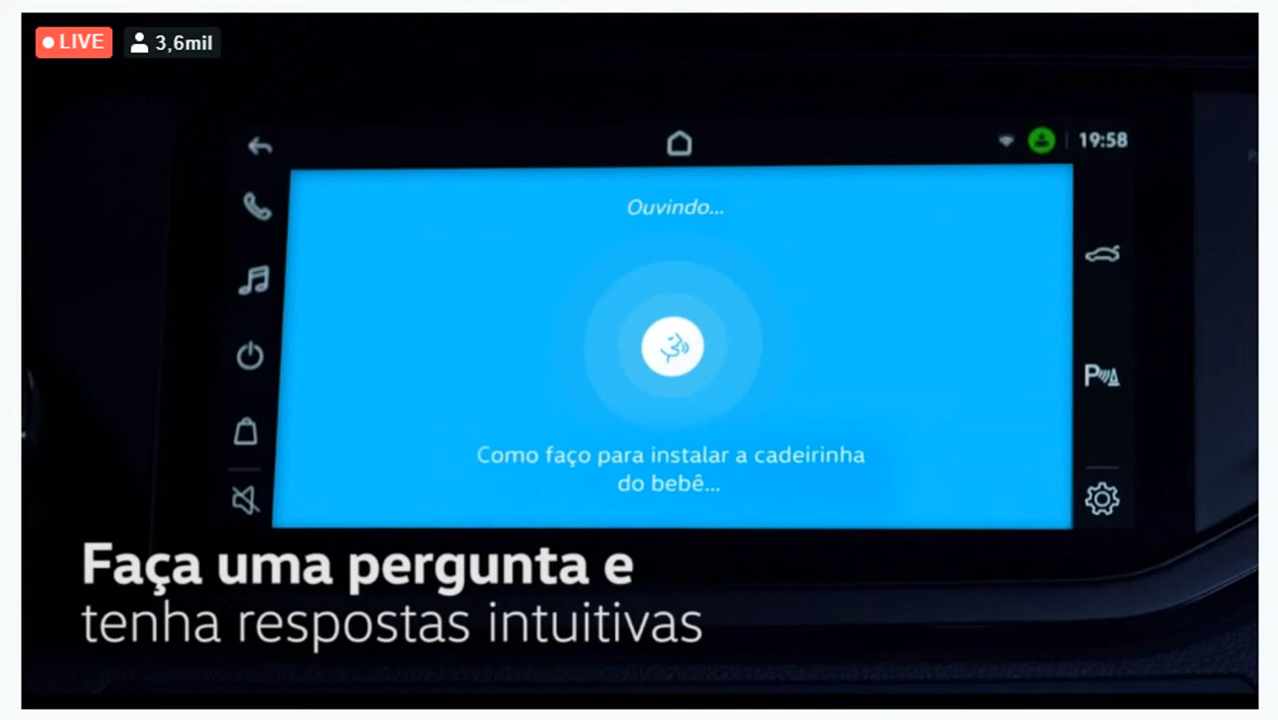 LIVE
3,6mil
19:58
Ouvindo...
P
Como faço para instalar a cadeirinha
do bebê...
Faça uma pergunta e
tenha respostas intuitivas